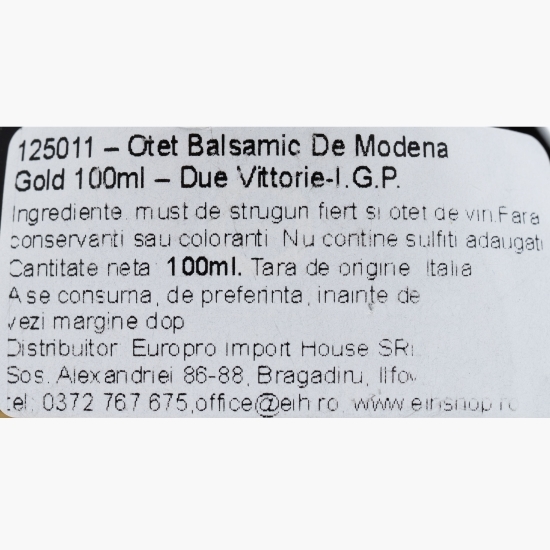 125011 – Otet Balsamic De Modena
Gold 100ml – Due Vittorie-I.G.P.
Ingrediente: must de struguri fiert si otet de vin.Fara
conservanti sau coloranti. Nu contine sulfiti adaugati
Cantitate neta: 100ml. Tara de origine: Italia
A se consuma, de preferinta, inainte de
vezi margine dop
Distribuitor: Europro Import House SRL
Sos. Alexandriei 86-88, Bragadiru, Ilfov
tel: 0372 767 675,office@eih.ro, www.eihshop.ro